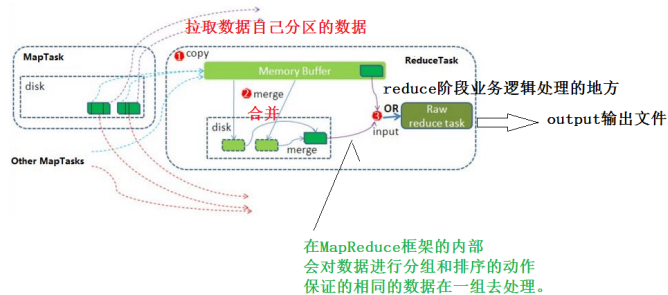 拉取数据自己分区的数据
❶copy
MapTask
ReduceTask
disk
Memory Buffer
reduce阶段业务逻辑处理的地方
❷merge
合并
OR
❸
Raw
reduce task
output输出文件
disk
input
merge
Other MapTasks
在MapReduce框架的内部
会对数据进行分组和排序的动作
保证的相同的数据在一组去处理。